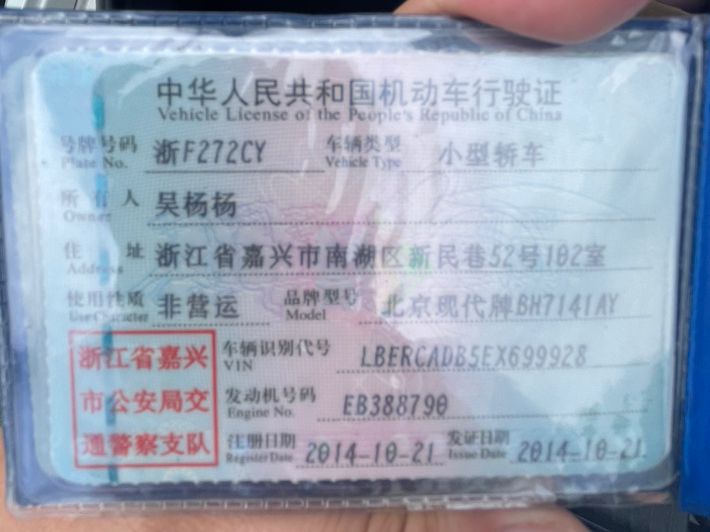 中华人民共和国机动车行驶证
Vehicle License of the People's Republic of China
号牌号码 浙F272CY 车辆类型 小型轿车
Plate No. Vehicle Type
所有人 吴杨杨
Owner
住址 浙江省嘉兴市南湖区新民巷52号102室
Address
使用性质 非营运 品牌型号 北京现代牌BH7141AY
Use Character Model
浙江省嘉兴 车辆识别代号 LBERCADB5EX699928
VIN
市公安局交 发动机号码 EB388790
Engine No.
通警察支队 注册日期 2014-10-21 发证日期 2014-10-21
Register Date Issue Date